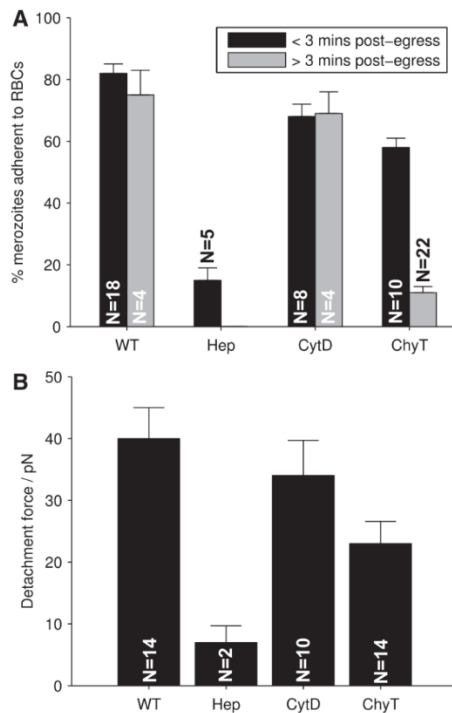 A
100
80
60
40
20
0
% merozoites adherent to RBCs
< 3 mins post-egress
> 3 mins post-egress
N=18
N=4
N=5
N=8
N=4
N=10
N=22
WT Hep CytD ChyT
B
50
40
30
20
10
0
Detachment force / pN
N=14
N=2
N=10
N=14
WT Hep CytD ChyT